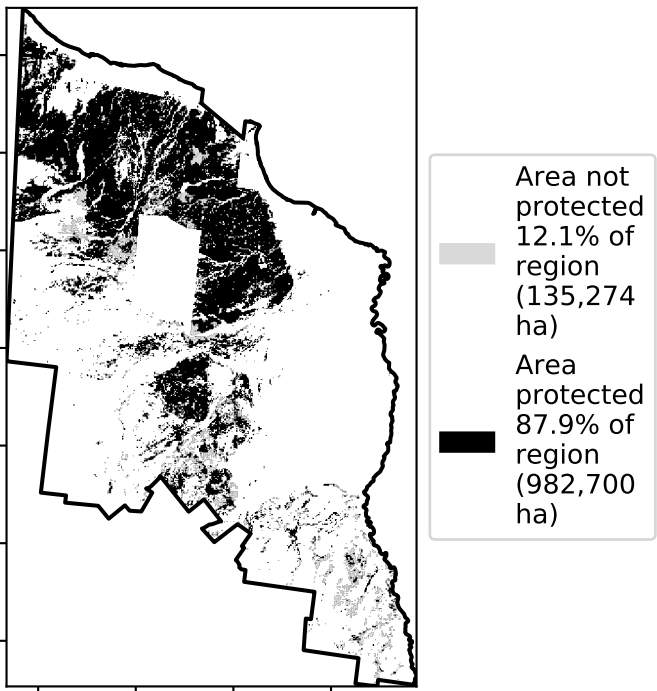 Area not
protected
12.1% of
region
(135,274
ha)
Area
protected
87.9% of
region
(982,700
ha)